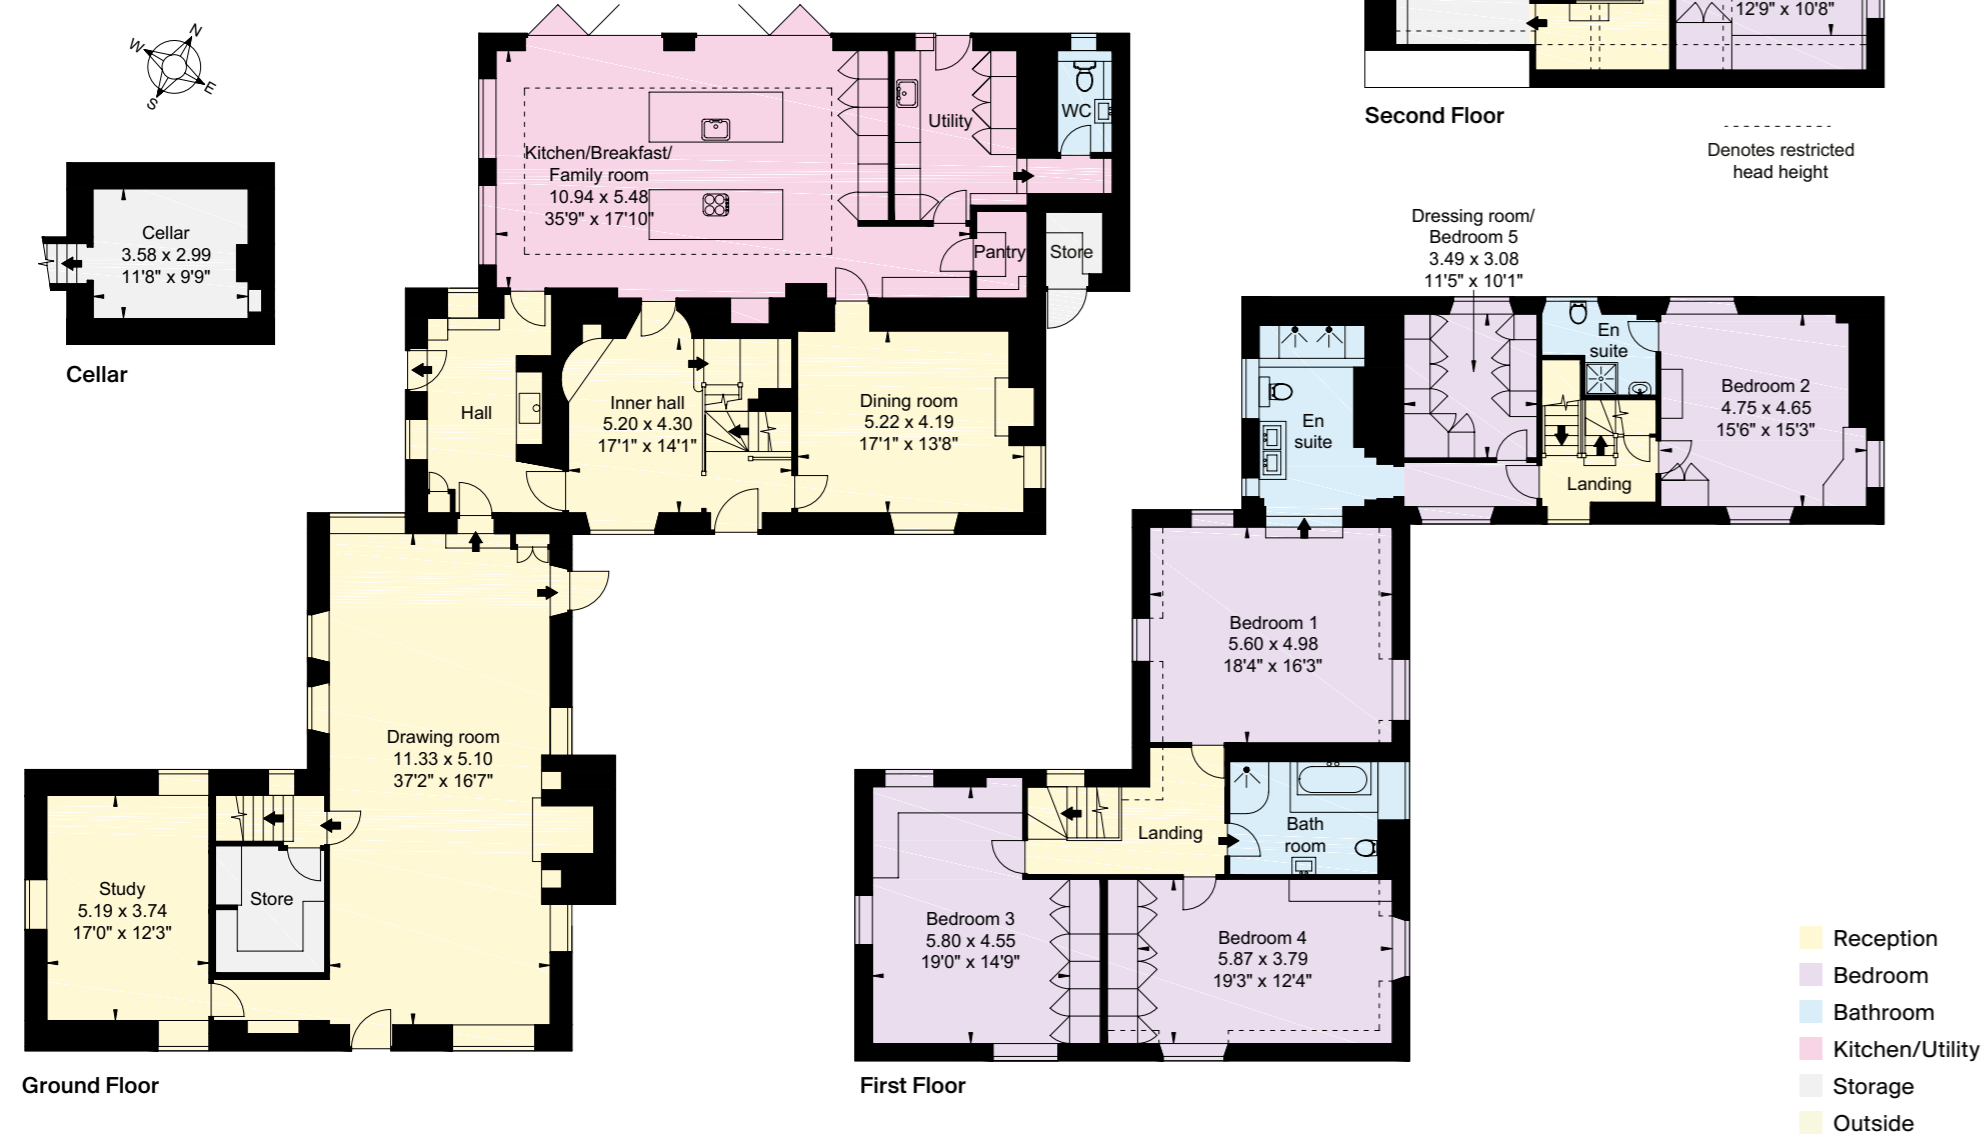 12'9" x 10'8"
Second Floor
Denotes restricted
head height
N
W
E
S
Cellar
3.58 x 2.99
11'8" x 9'9"
Cellar
Kitchen/Breakfast/
Family room
10.94 x 5.48
35'9" x 17'10"
Utility
WC
Pantry
Store
Hall
Inner hall
5.20 x 4.30
17'1" x 14'1"
Dining room
5.22 x 4.19
17'1" x 13'8"
Drawing room
11.33 x 5.10
37'2" x 16'7"
Study
5.19 x 3.74
17'0" x 12'3"
Store
Ground Floor
Dressing room/
Bedroom 5
3.49 x 3.08
11'5" x 10'1"
En
suite
En
suite
Bedroom 2
4.75 x 4.65
15'6" x 15'3"
Landing
Bedroom 1
5.60 x 4.98
18'4" x 16'3"
Landing
Bath
room
Bedroom 3
5.80 x 4.55
19'0" x 14'9"
Bedroom 4
5.87 x 3.79
19'3" x 12'4"
First Floor
Reception
Bedroom
Bathroom
Kitchen/Utility
Storage
Outside